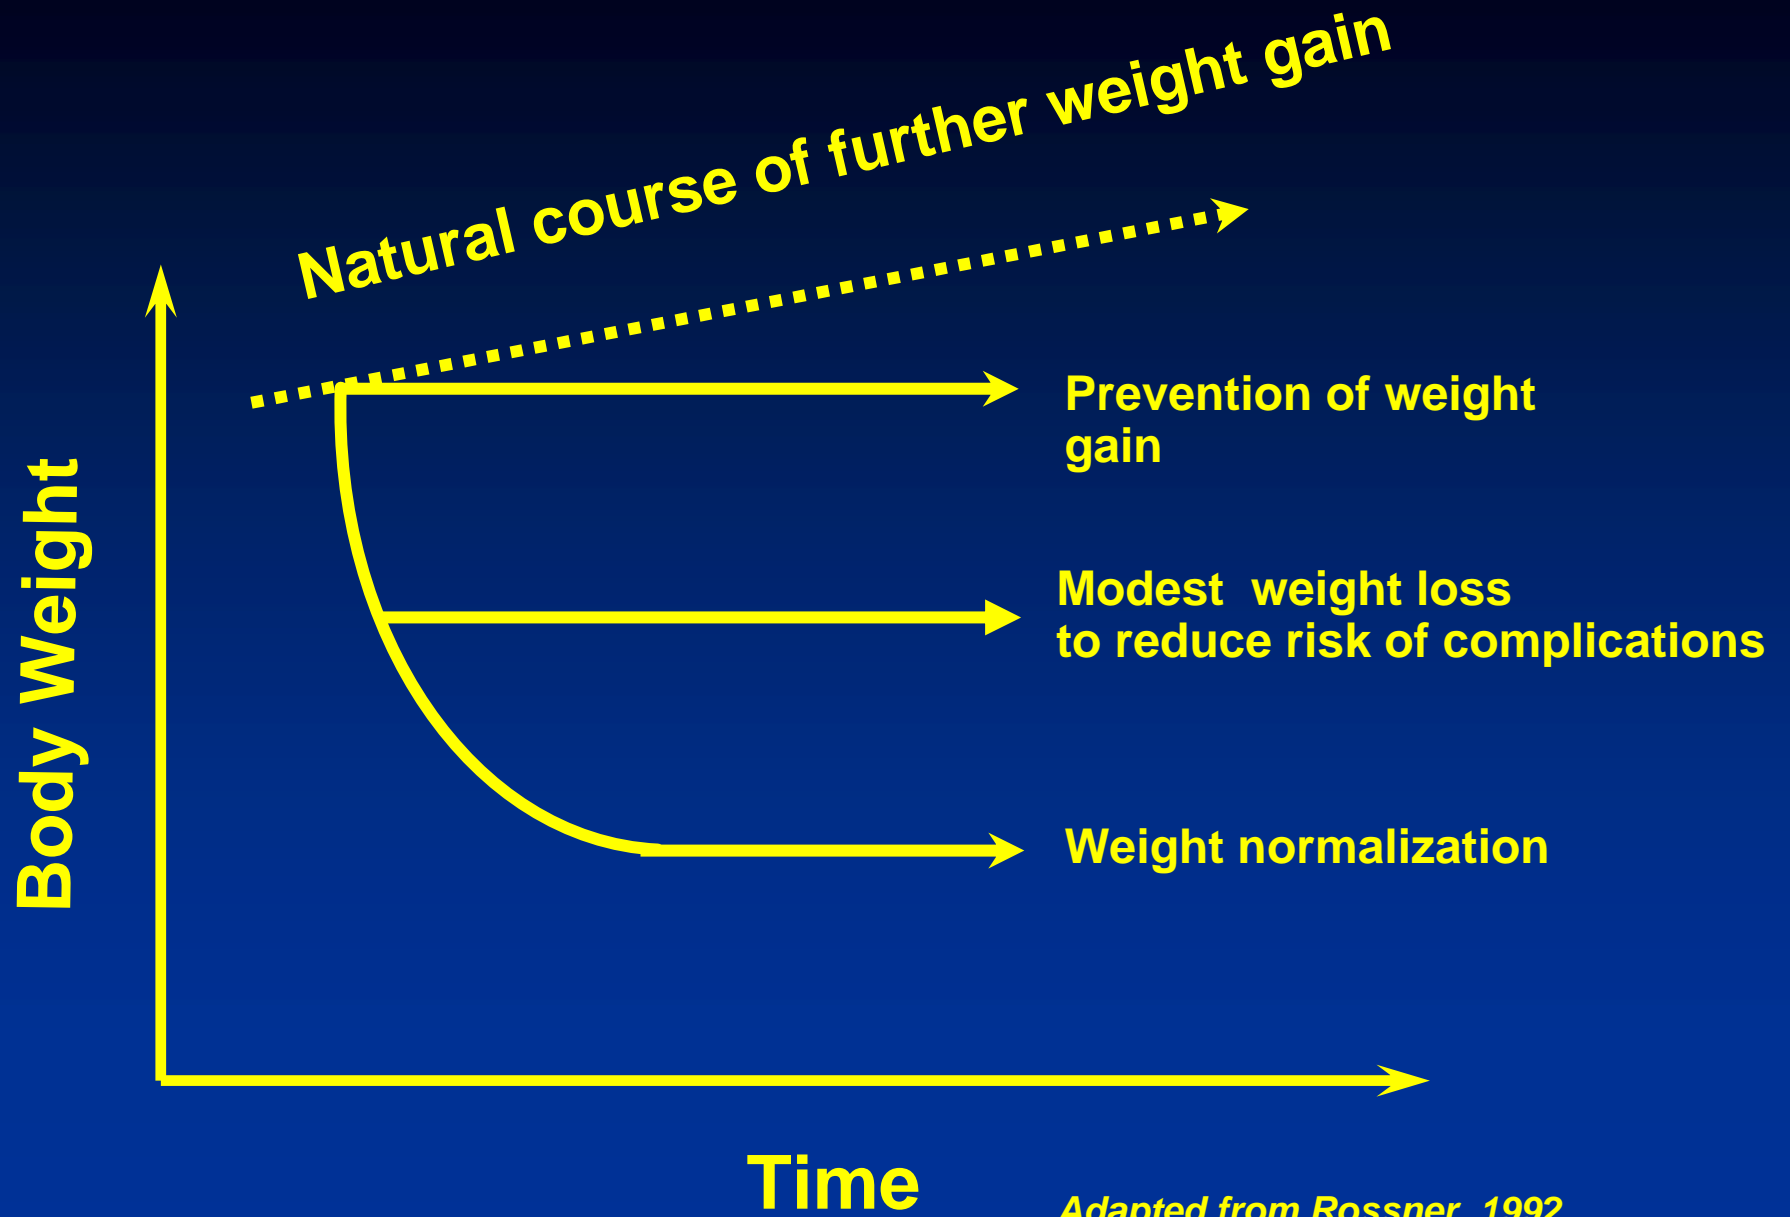 Natural course of further weight gain
Prevention of weight
gain
Modest  weight loss
to reduce risk of complications
Weight normalization
Body Weight
Time
Adapted from Rossner, 1992